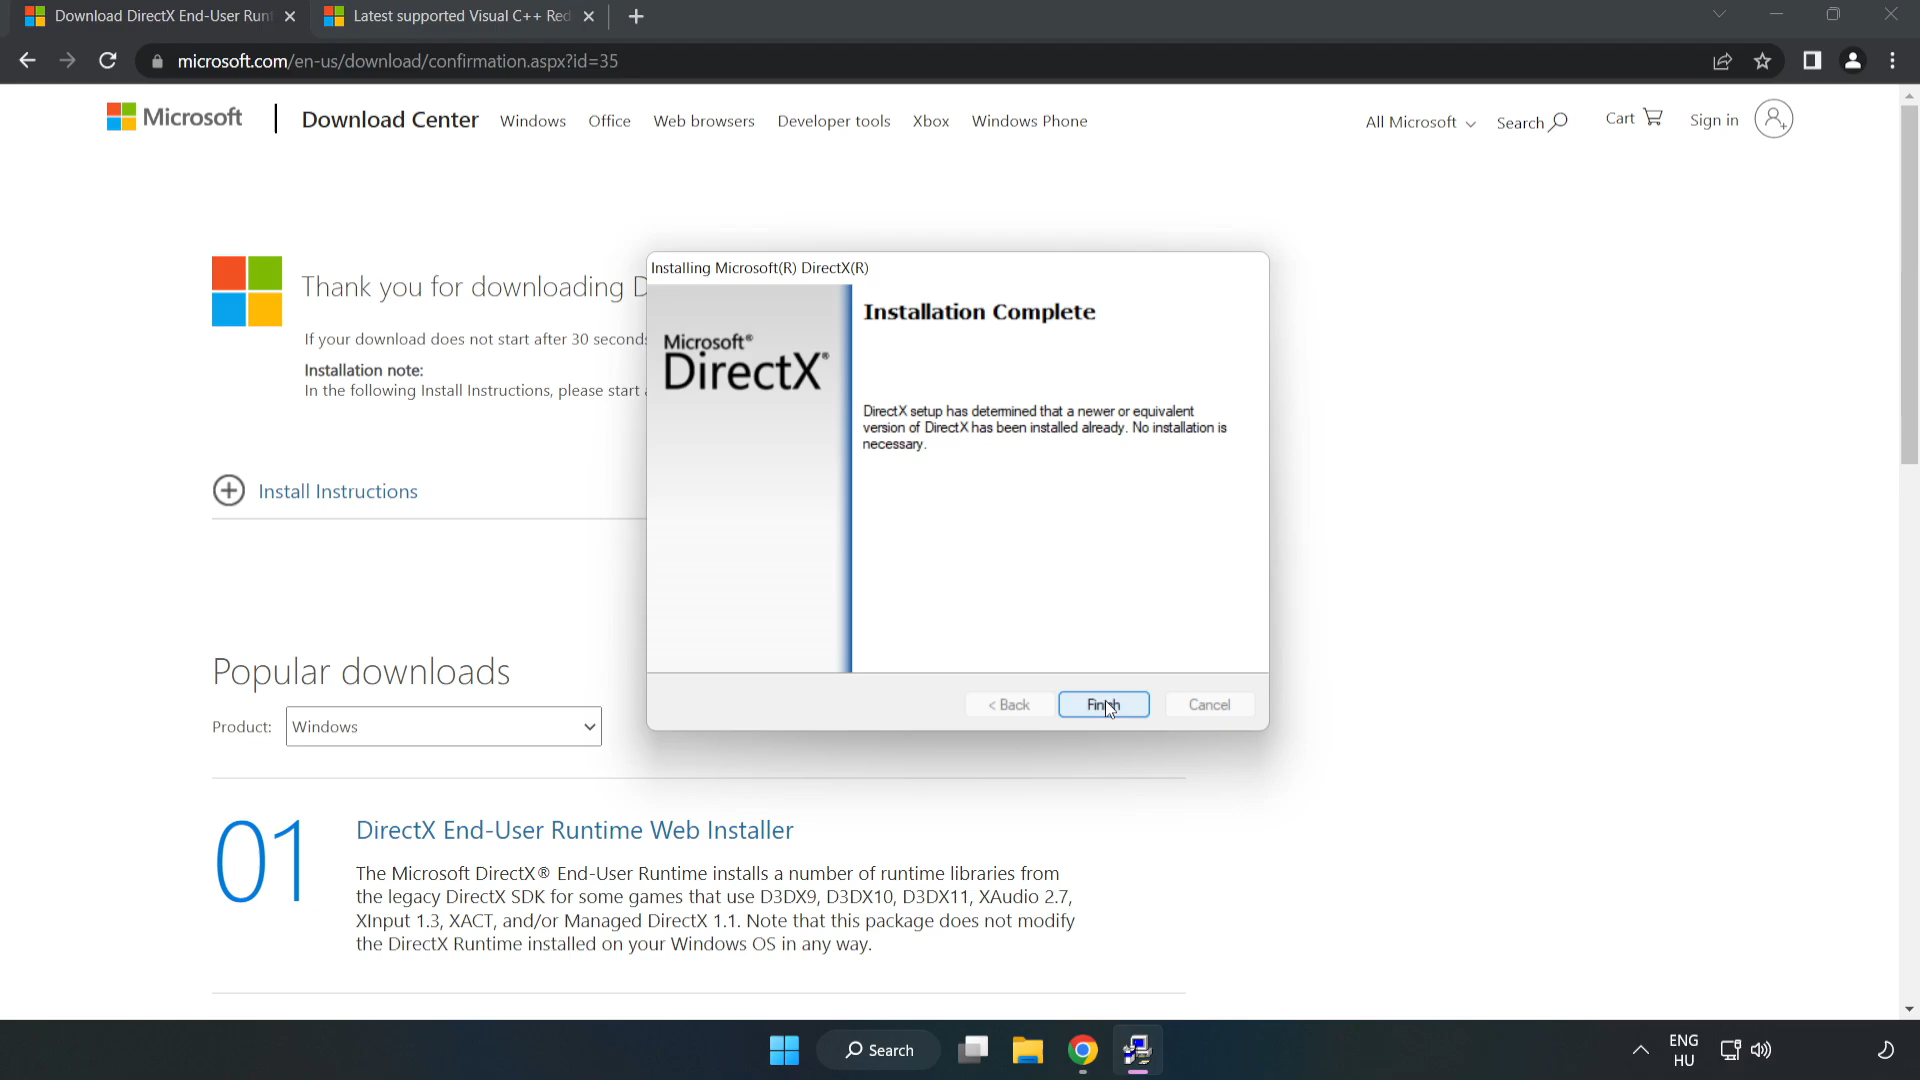 Download DirectX End-User Runt
Latest supported Visual C++ Red
microsoft.com/en-us/download/confirmation.aspx?id=35
Microsoft
Download Center
Windows
Office
Web browsers
Developer tools
Xbox
Windows Phone
All Microsoft
Search
Cart
Sign in
Thank you for downloading D
If your download does not start after 30 seconds
Installation note:
In the following Install Instructions, please start a
Install Instructions
Installing Microsoft(R) DirectX(R)
Microsoft®
DirectX®
Installation Complete
DirectX setup has determined that a newer or equivalent
version of DirectX has been installed already. No installation is
necessary.
< Back
Finish
Cancel
Popular downloads
Product:
Windows
01
DirectX End-User Runtime Web Installer
The Microsoft DirectX® End-User Runtime installs a number of runtime libraries from
the legacy DirectX SDK for some games that use D3DX9, D3DX10, D3DX11, XAudio 2.7,
XInput 1.3, XACT, and/or Managed DirectX 1.1. Note that this package does not modify
the DirectX Runtime installed on your Windows OS in any way.
Search
ENG
HU